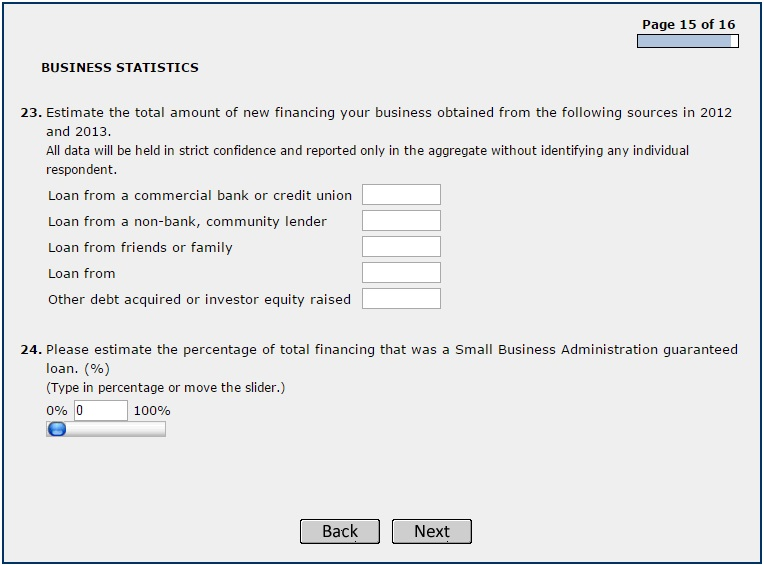 Page 15 of 16
BUSINESS STATISTICS
23. Estimate the total amount of new financing your business obtained from the following sources in 2012
and 2013.
All data will be held in strict confidence and reported only in the aggregate without identifying any individual
respondent.
Loan from a commercial bank or credit union
Loan from a non-bank, community lender
Loan from friends or family
Loan from
Other debt acquired or investor equity raised
24. Please estimate the percentage of total financing that was a Small Business Administration guaranteed
loan. (%)
(Type in percentage or move the slider.)
0% 0 100%
Back Next